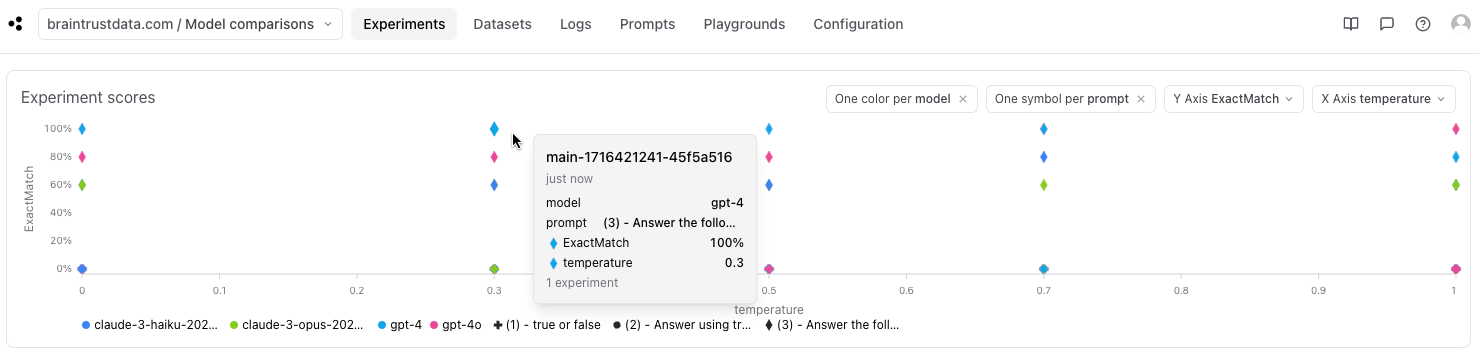 braintrustdata.com / Model comparisons Experiments Datasets Logs Prompts Playgrounds Configuration
Experiment scores One color per model × One symbol per prompt × Y Axis ExactMatch X Axis temperature
ExactMatch
100%
80%
60%
40%
20%
0%
main-1716421241-45f5a516
just now
model gpt-4
prompt (3) - Answer the follo...
ExactMatch 100%
temperature 0.3
1 experiment
0 0.1 0.2 0.3 0.5 0.6 0.7 0.8 0.9 1
temperature
claude-3-haiku-202... claude-3-opus-202... gpt-4 gpt-4o (1) - true or false (2) - Answer using tr... (3) - Answer the foll...